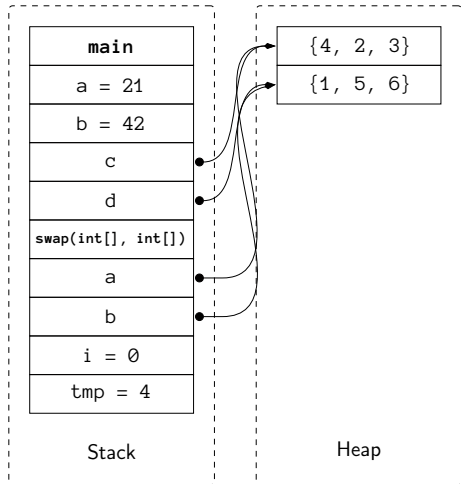 main
a = 21
b = 42
c
d
swap(int[], int[])
a
b
i = 0
tmp = 4
Stack
{4, 2, 3}
{1, 5, 6}
Heap